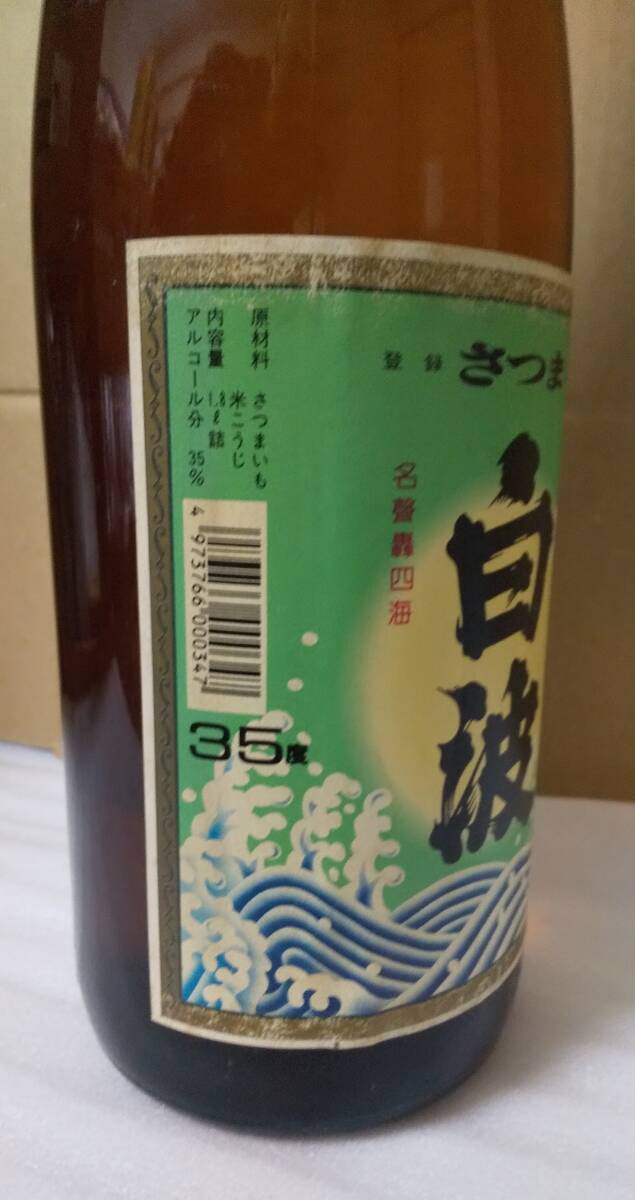 登録
さつま
白波
名聲轟四海
原材料 さつまいも
米こうじ
内容量 1.8ℓ詰
アルコール分 35%
4 973766 000347
35度